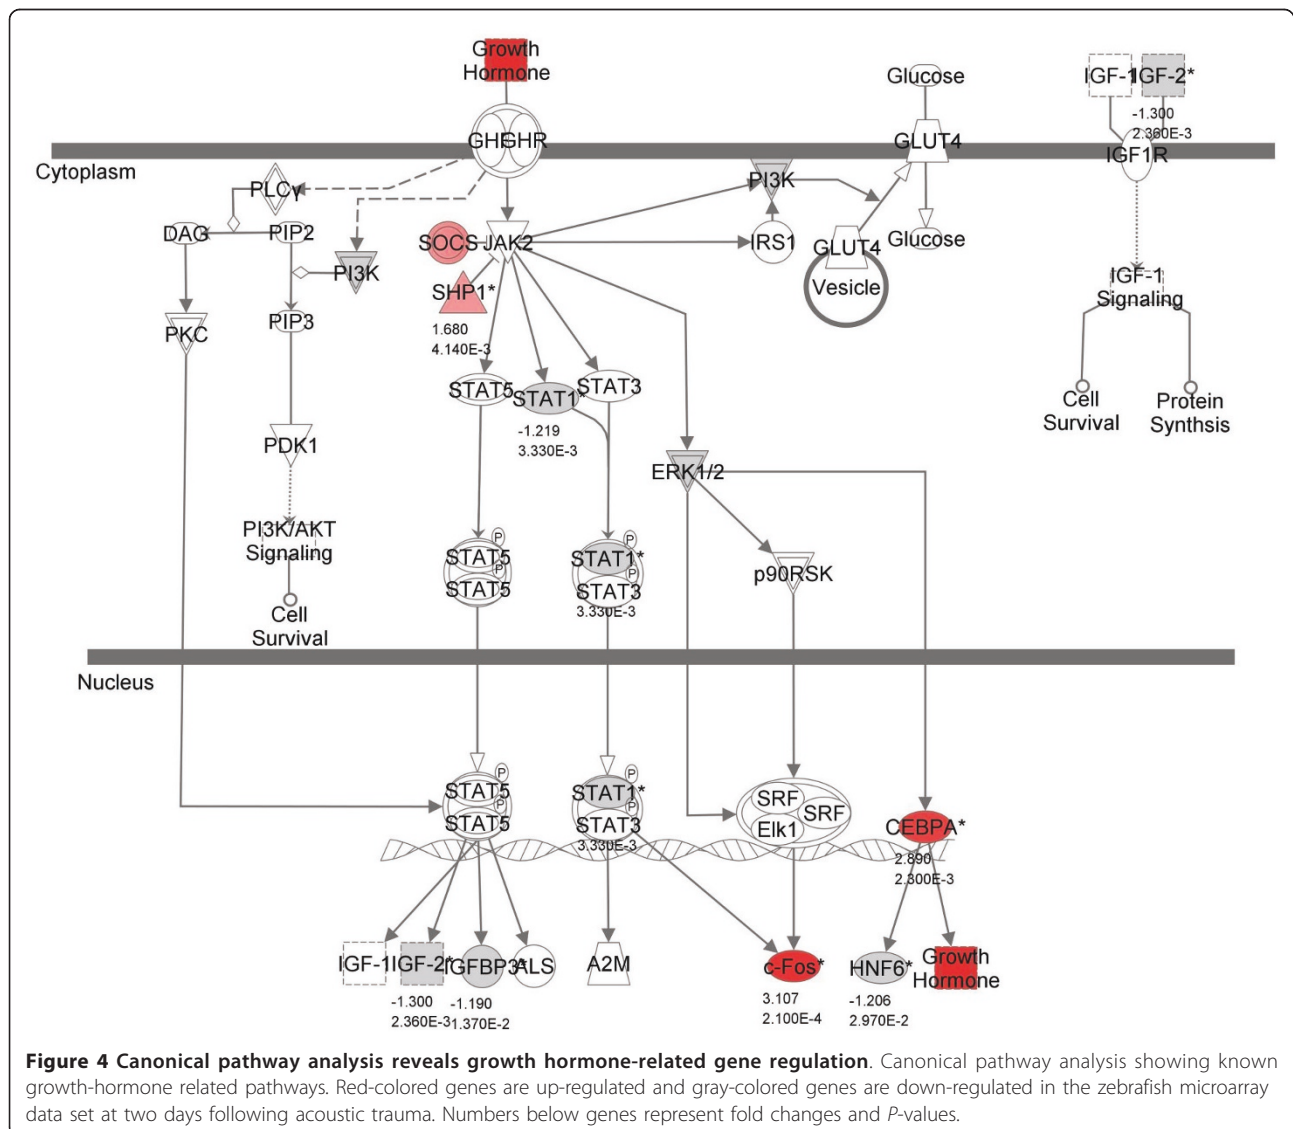 Growth
Hormone
Glucose
IGF-1
IGF-2*
-1.300
2.360E-3
GHR
GLUT4
IGF1R
Cytoplasm
PLCγ
PI3K
DAG
PIP2
SOCS
JAK2
IRS1
GLUT4
Glucose
PI3K
SHP1*
Vesicle
IGF-1
Signaling
1.680
4.140E-3
PKC
PIP3
STAT5
STAT1*
STAT3
-1.219
3.330E-3
Cell
Survival
Protein
Synthsis
PDK1
ERK1/2
PI3K/AKT
Signaling
P
STAT5
P
STAT5
P
STAT1*
P
STAT3
3.330E-3
p90RSK
Cell
Survival
Nucleus
P
STAT5
P
STAT5
P
STAT1*
P
STAT3
3.330E-3
SRF
SRF
Elk1
CEBPA*
2.890
2.300E-3
IGF-1
IGF-2*
IGFBP3*
ALS
A2M
c-Fos*
HNF6*
Growth
Hormone
-1.300
2.360E-3
-1.190
1.370E-2
3.107
2.100E-4
-1.206
2.970E-2
Figure 4 Canonical pathway analysis reveals growth hormone-related gene regulation. Canonical pathway analysis showing known
growth-hormone related pathways. Red-colored genes are up-regulated and gray-colored genes are down-regulated in the zebrafish microarray
data set at two days following acoustic trauma. Numbers below genes represent fold changes and P-values.